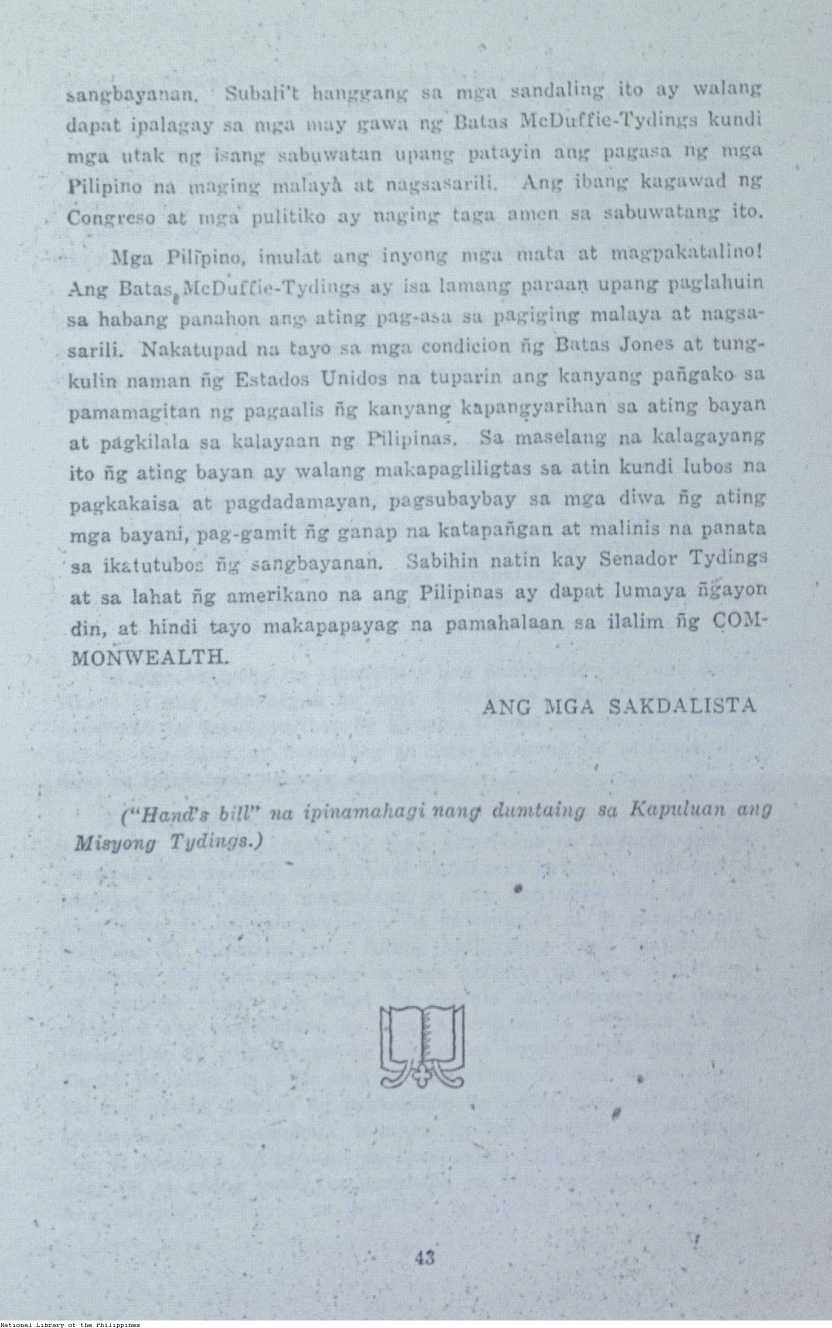 sangbayanan. Subali't hanggang sa mga sandaling ito ay walang
dapat ipalagay sa mga may gawa ng Batas McDuffie-Tydings kundi
mga utak ng isang sabuwatan upang patayin ang pagasa ng mga
Pilipino na maging malayà at nagsasarili. Ang ibang kagawad ng
Congreso at mga pulitiko ay naging taga amen sa sabuwatang ito.
Mga Pilipino, imulat ang inyong mga mata at magpakatalino!
Ang Batas McDuffie-Tydings ay isa lamang paraan upang paglahuin
sa habang panahon ang ating pag-asa sa pagiging malaya at nagsa-
sarili. Nakatupad na tayo sa mga condicion ñg Batas Jones at tung-
kulin naman ñg Estados Unidos na tuparin ang kanyang pañgako sa
pamamagitan ng pagaalis ñg kanyang kapangyarihan sa ating bayan
at pagkilala sa kalayaan ng Pilipinas. Sa maselang na kalagayang
ito ñg ating bayan ay walang makapagliligtas sa atin kundi lubos na
pagkakaisa at pagdadamayan, pagsubaybay sa mga diwa ñg ating
mga bayani, pag-gamit ñg ganap na katapañgan at malinis na panata
sa ikatutubos ñg sangbayanan. Sabihin natin kay Senador Tydings
at sa lahat ñg amerikano na ang Pilipinas ay dapat lumaya ñgayon
din, at hindi tayo makapapayag na pamahalaan sa ilalim ñg COM-
MONWEALTH.
ANG MGA SAKDALISTA
("Hand's bill" na ipinamahagi nang dumtaing sa Kapuluan ang
Misyong Tydings.)
43
National Library of the Philippines